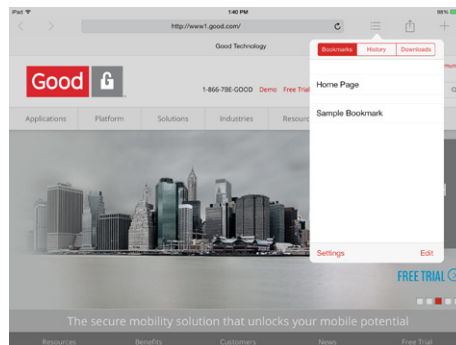 iPad 1:40 PM 98%
http://www1.good.com/
Good Technology
Bookmarks History Downloads
Good
1-866-7BE-GOOD Demo Free Trial
Home Page
Applications Platform Solutions Industries Resourc
Sample Bookmark
Settings Edit
FREE TRIAL
The secure mobility solution that unlocks your mobile potential
Resources Benefits Customers News Free Trial